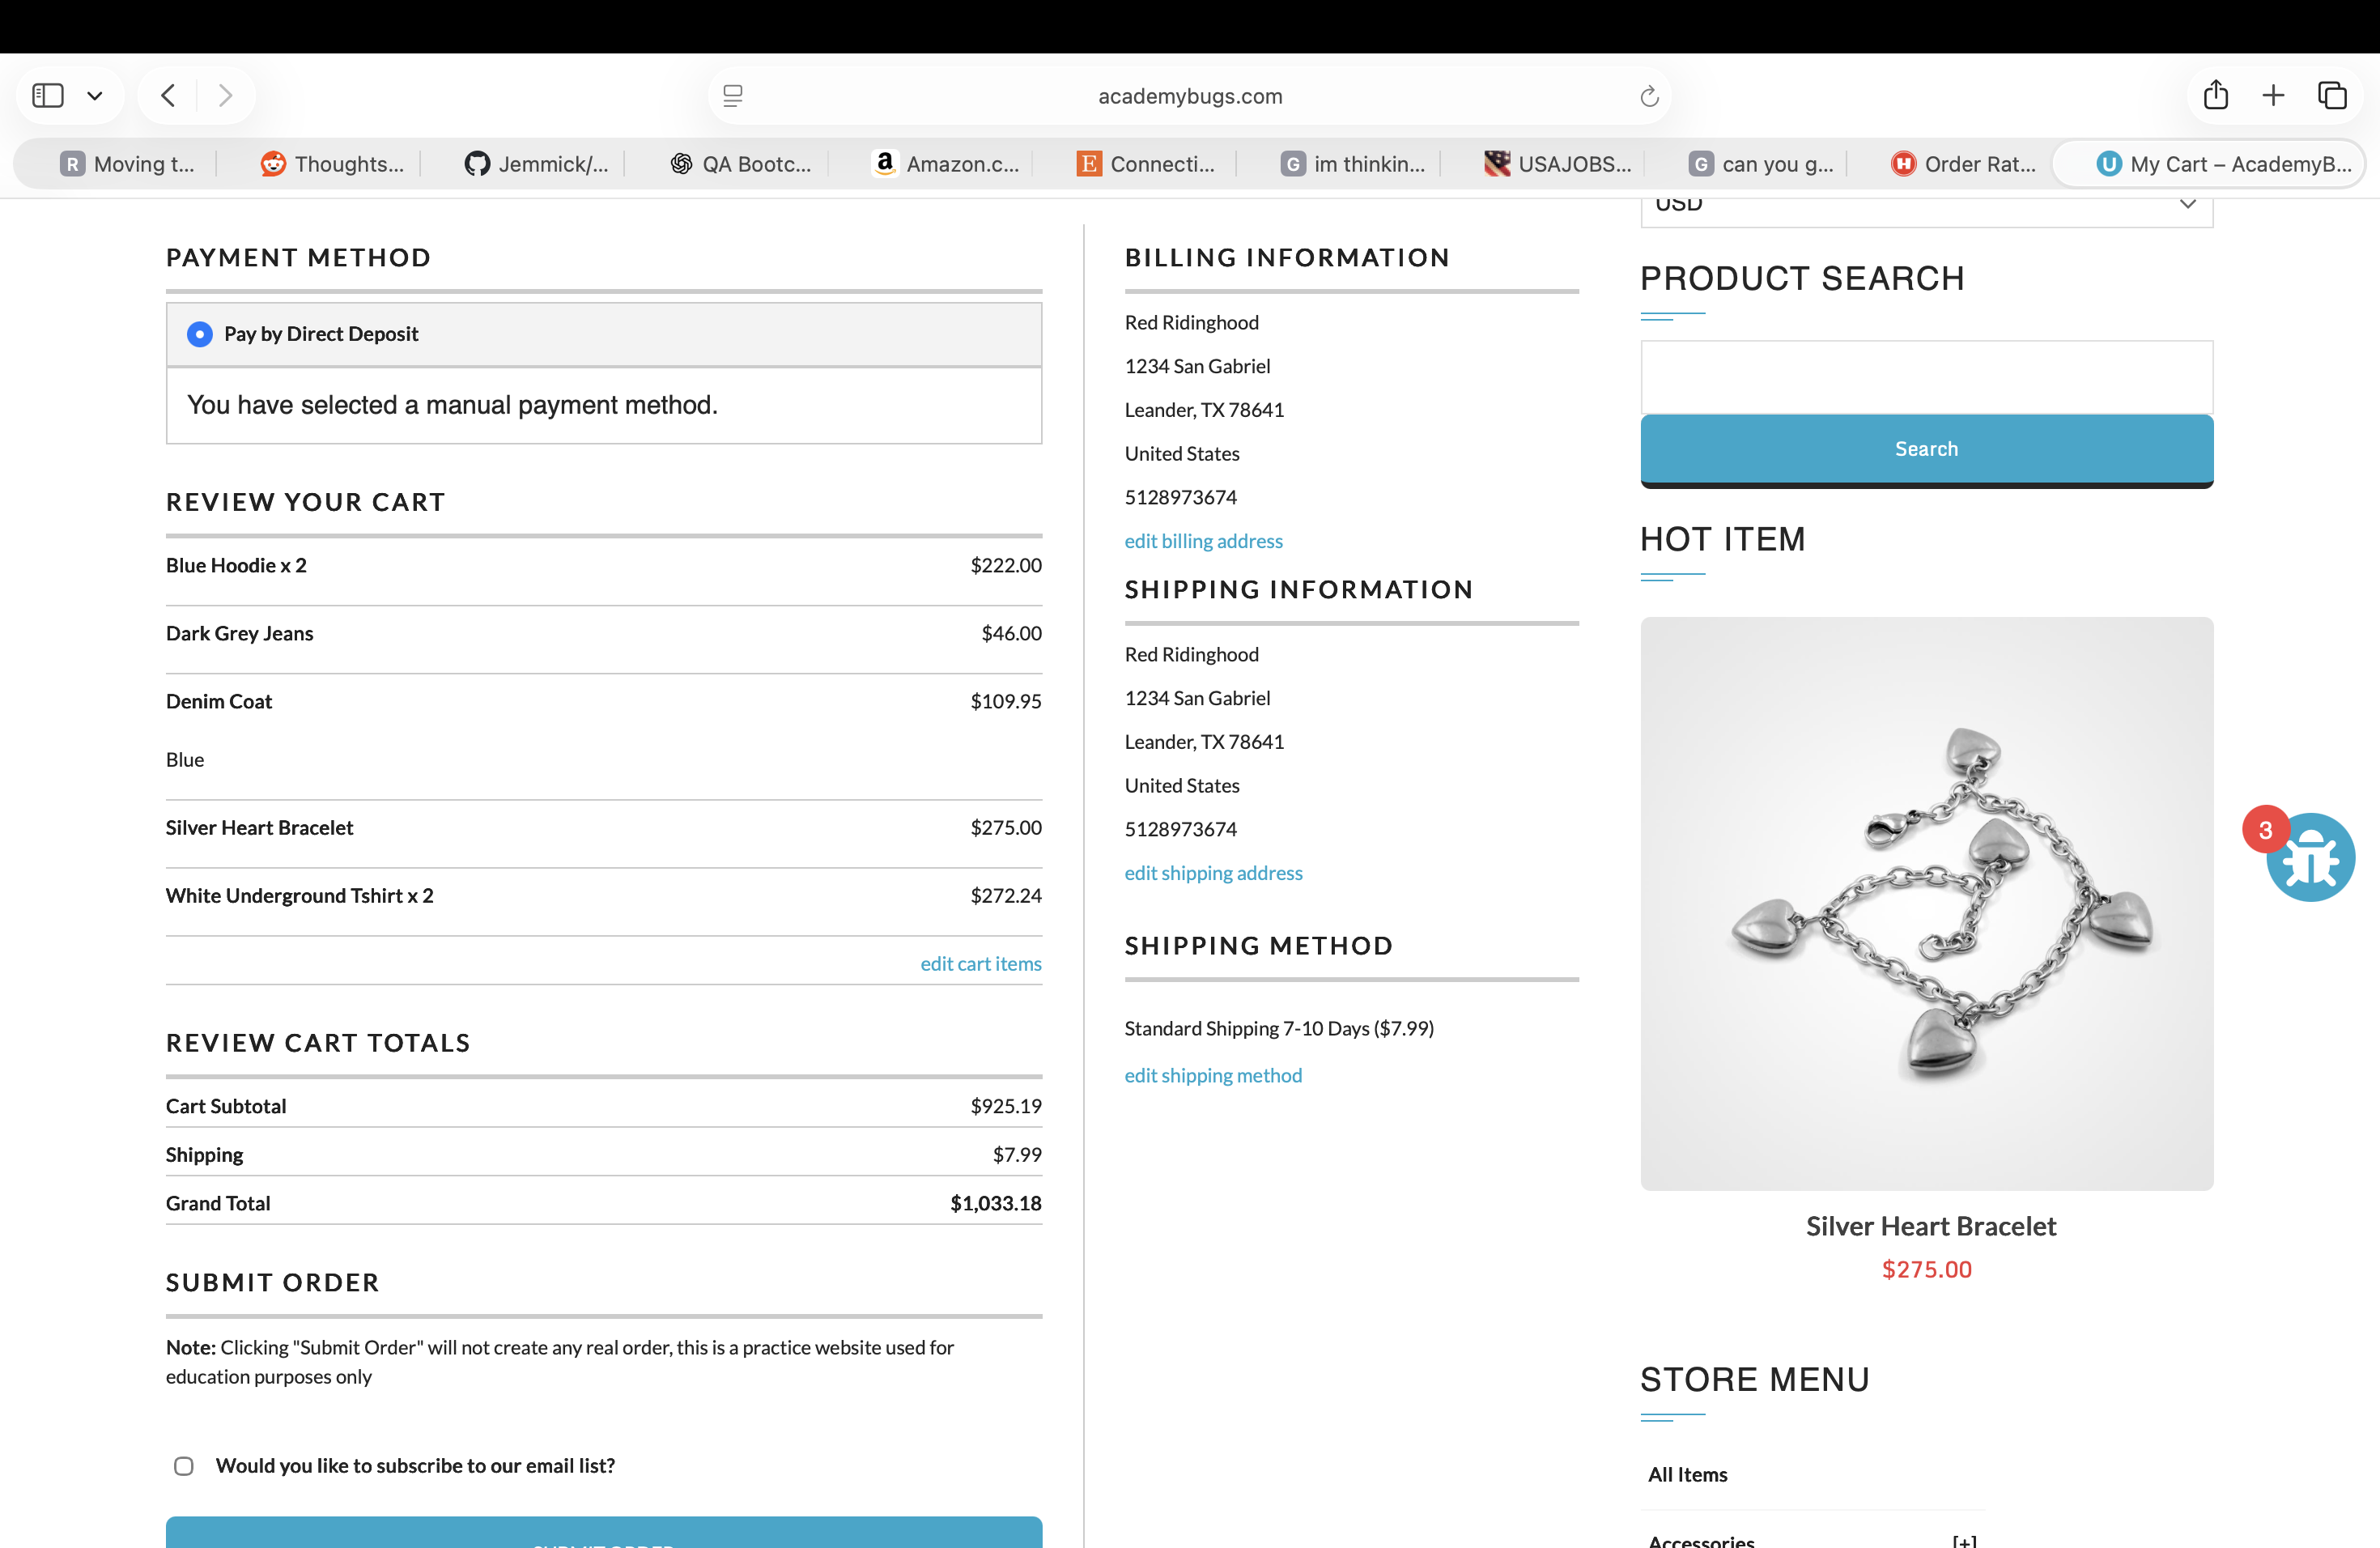 academybugs.com
R Moving t...
Thoughts...
Jemmick/...
QA Bootc...
a Amazon.c...
E Connecti...
G im thinkin...
USAJOBS...
G can you g...
H Order Rat...
U My Cart – AcademyB...
PAYMENT METHOD
Pay by Direct Deposit
You have selected a manual payment method.
REVIEW YOUR CART
Blue Hoodie x 2 $222.00
Dark Grey Jeans $46.00
Denim Coat $109.95
Blue
Silver Heart Bracelet $275.00
White Underground Tshirt x 2 $272.24
edit cart items
REVIEW CART TOTALS
Cart Subtotal $925.19
Shipping $7.99
Grand Total $1,033.18
SUBMIT ORDER
Note: Clicking "Submit Order" will not create any real order, this is a practice website used for
education purposes only
Would you like to subscribe to our email list?
SUBMIT ORDER
BILLING INFORMATION
Red Ridinghood
1234 San Gabriel
Leander, TX 78641
United States
5128973674
edit billing address
SHIPPING INFORMATION
Red Ridinghood
1234 San Gabriel
Leander, TX 78641
United States
5128973674
edit shipping address
SHIPPING METHOD
Standard Shipping 7-10 Days ($7.99)
edit shipping method
USD
PRODUCT SEARCH
Search
HOT ITEM
Silver Heart Bracelet
$275.00
3
STORE MENU
All Items
Accessories [+]